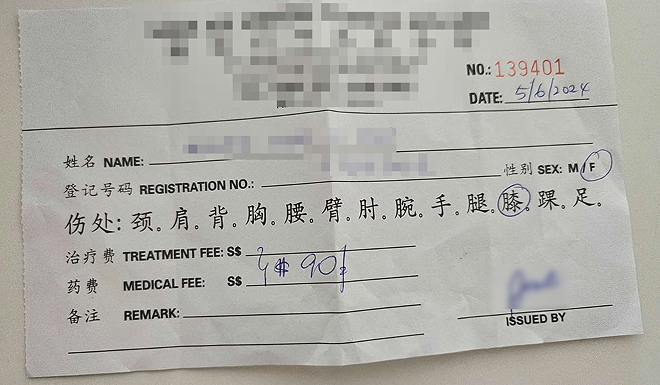 NO.: 139401
DATE: 5/6/2024
姓名 NAME:
性别 SEX: M / F
登记号码 REGISTRATION NO.:
伤处: 颈。肩。背。胸。腰。臂。肘。腕。手。腿。膝。踝。足。
治疗费 TREATMENT FEE: S$
药费 MEDICAL FEE: S$ 90
备注 REMARK:
ISSUED BY